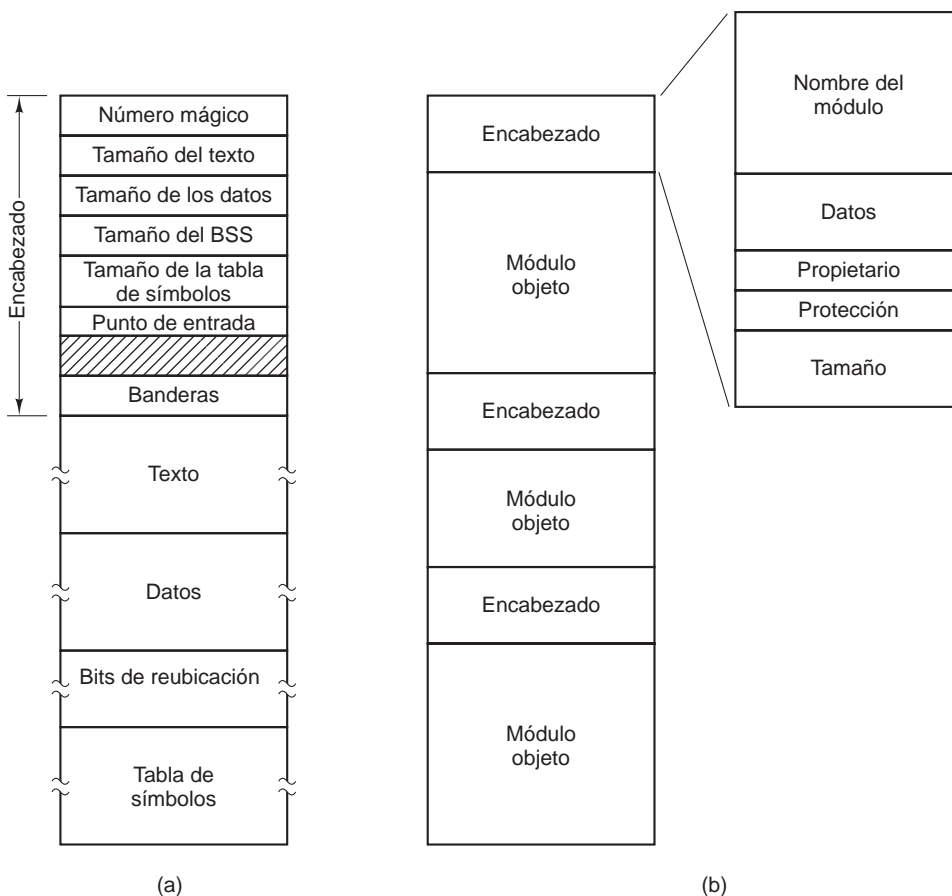 Encabezado
Número mágico
Tamaño del texto
Tamaño de los datos
Tamaño del BSS
Tamaño de la tabla
de símbolos
Punto de entrada
Banderas
Texto
Datos
Bits de reubicación
Tabla de
símbolos
(a)
Encabezado
Módulo
objeto
Encabezado
Módulo
objeto
Encabezado
Módulo
objeto
(b)
Nombre del
módulo
Datos
Propietario
Protección
Tamaño